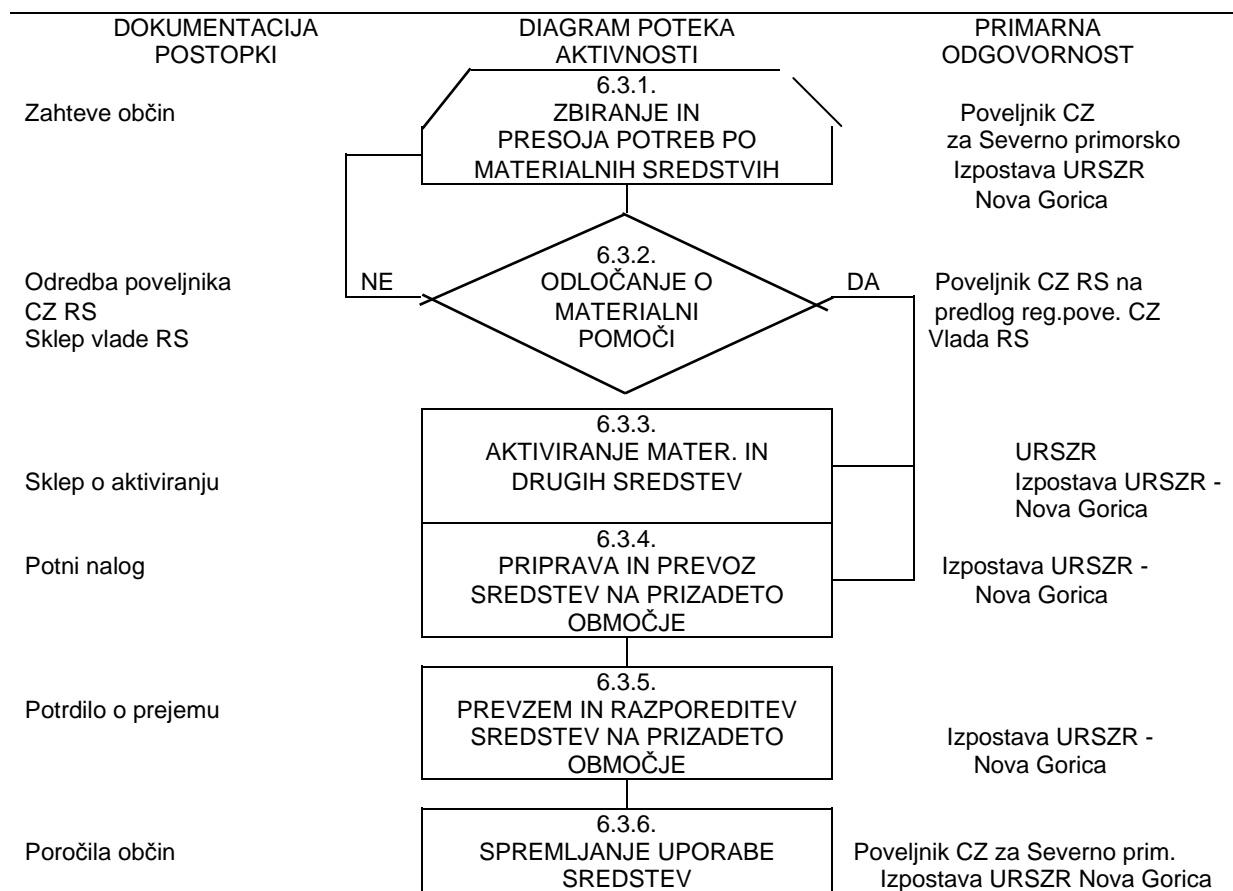 DOKUMENTACIJA DIAGRAM POTEKA PRIMARNA
POSTOPKI AKTIVNOSTI ODGOVORNOST
6.3.1.
Zahteve občin ZBIRANJE IN Poveljnik CZ
PRESOJA POTREB PO za Severno primorsko
MATERIALNIH SREDSTVIH Izpostava URSZR
Nova Gorica
6.3.2.
Odredba poveljnika NE ODLOČANJE O DA Poveljnik CZ RS na
CZ RS MATERIALNI predlog reg.pove. CZ
Sklep vlade RS POMOČI Vlada RS
6.3.3.
AKTIVIRANJE MATER. IN URSZR
Sklep o aktiviranju DRUGIH SREDSTEV Izpostava URSZR -
Nova Gorica
6.3.4.
Potni nalog PRIPRAVA IN PREVOZ Izpostava URSZR -
SREDSTEV NA PRIZADETO Nova Gorica
OBMOČJE
6.3.5.
Potrdilo o prejemu PREVZEM IN RAZPOREDITEV
SREDSTEV NA PRIZADETO Izpostava URSZR -
OBMOČJE Nova Gorica
6.3.6.
Poročila občin SPREMLJANJE UPORABE Poveljnik CZ za Severno prim.
SREDSTEV Izpostava URSZR Nova Gorica